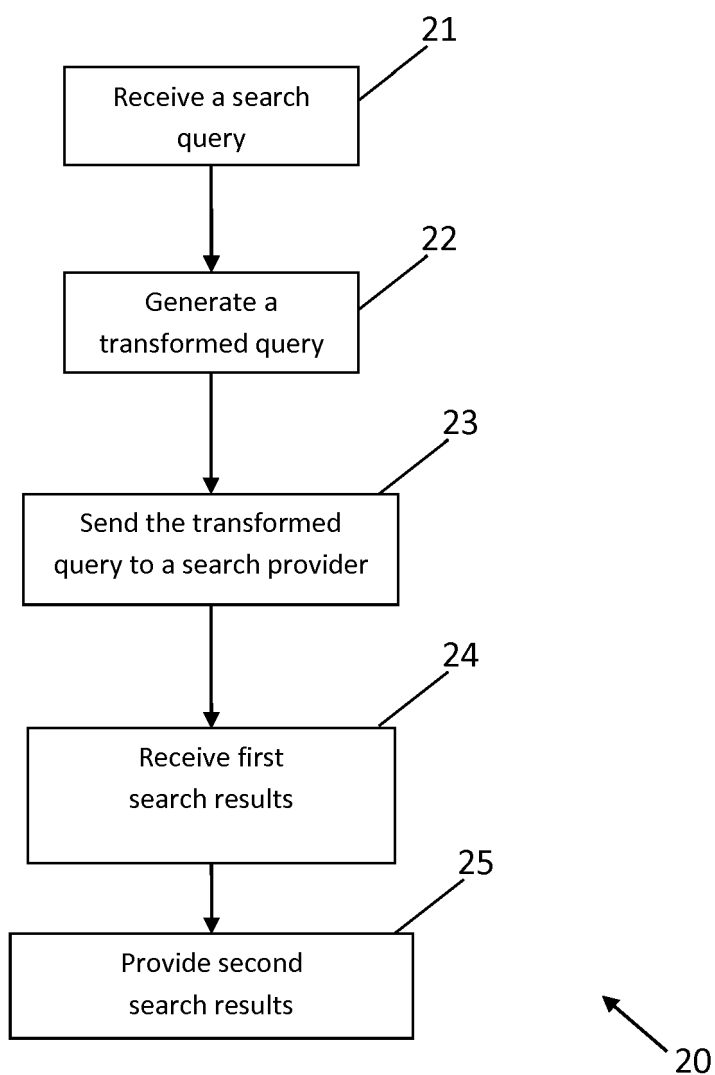 21
Receive a search
query
22
Generate a
transformed query
23
Send the transformed
query to a search provider
24
Receive first
search results
25
Provide second
search results
20